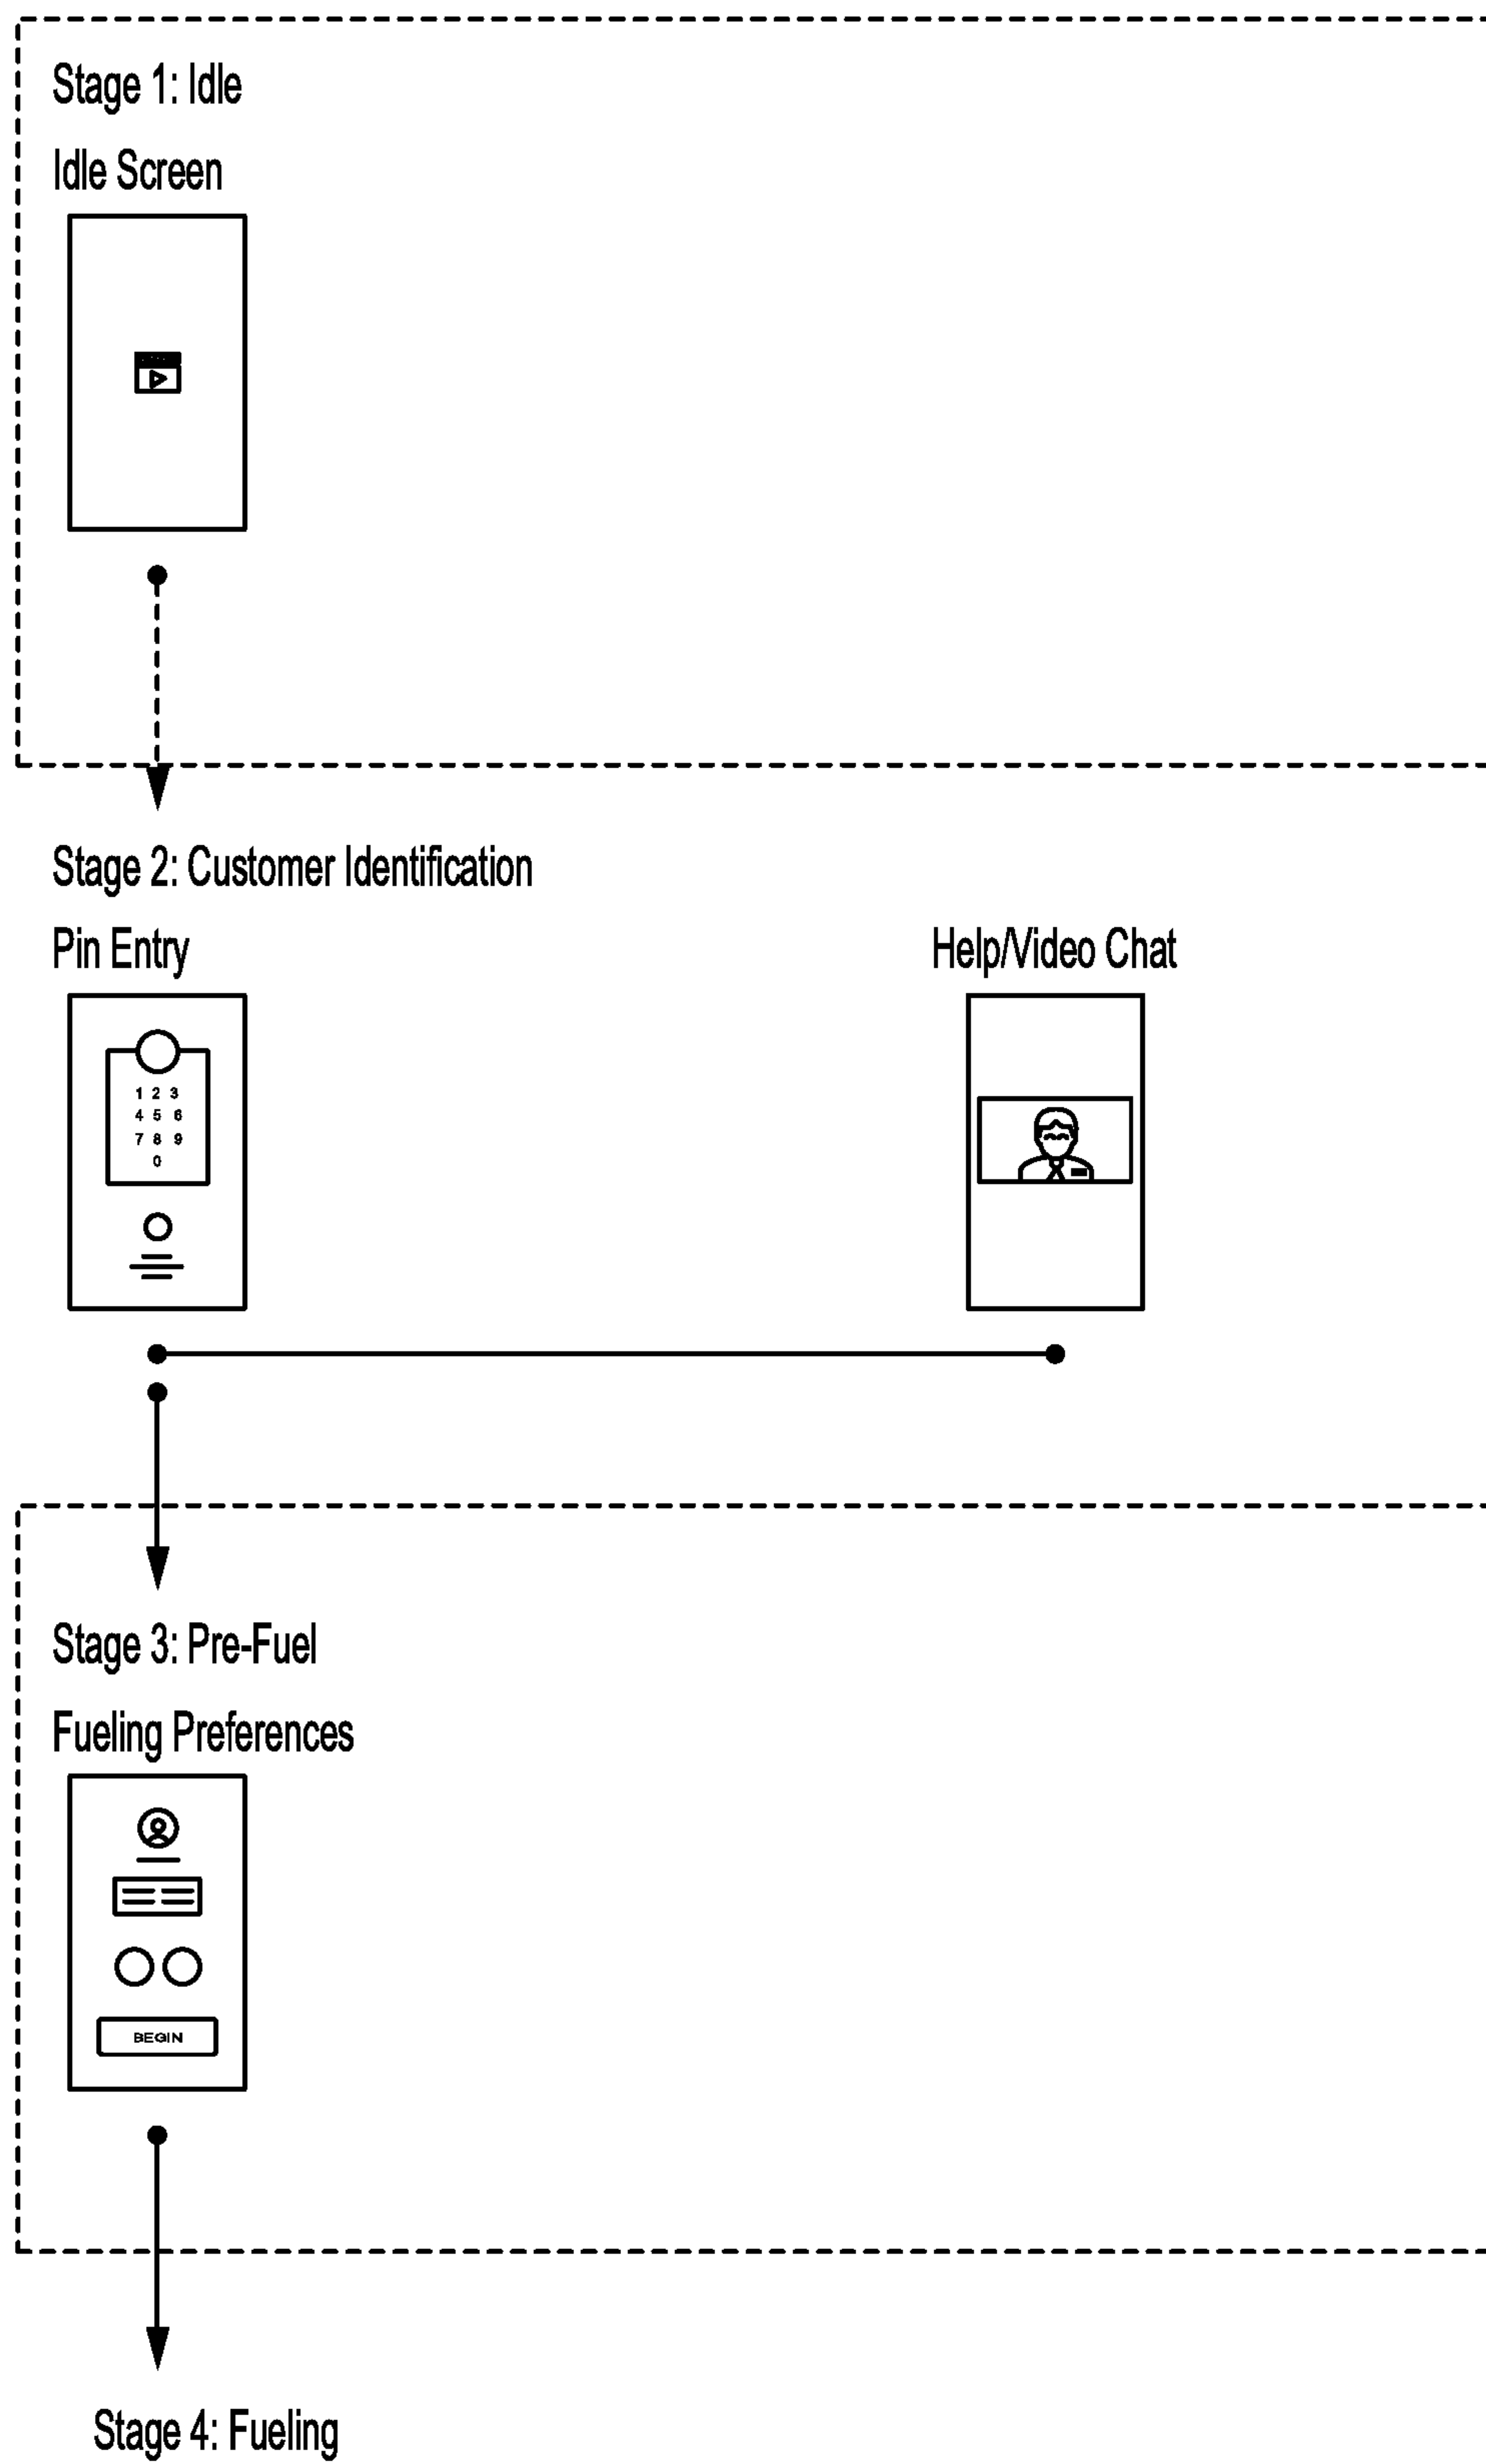 Stage 1: Idle
Idle Screen
Stage 2: Customer Identification
Pin Entry
Help/Video Chat
1 2 3
4 5 6
7 8 9
0
Stage 3: Pre-Fuel
Fueling Preferences
BEGIN
Stage 4: Fueling